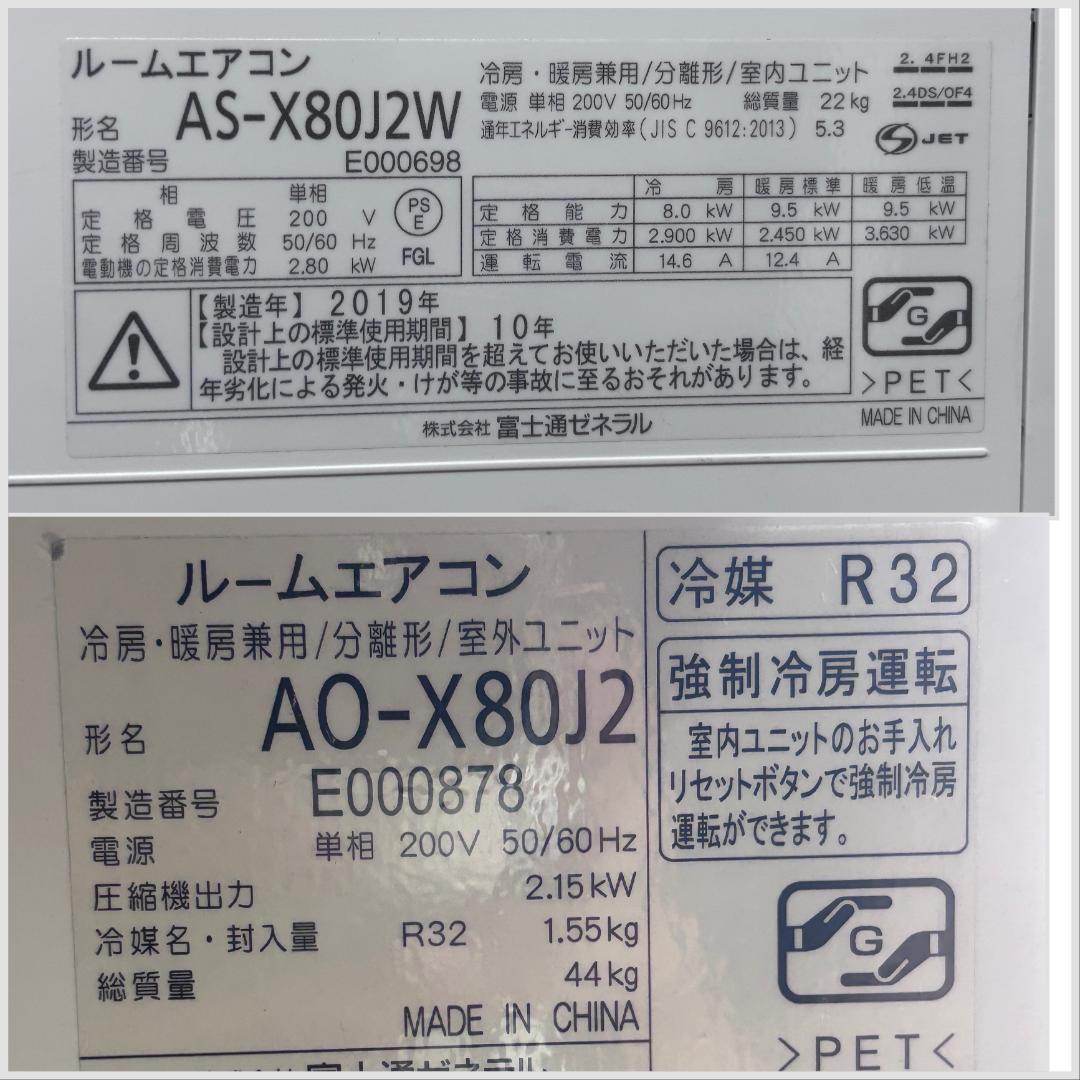 ルームエアコン
形名 AS-X80J2W
製造番号 E000698
冷房・暖房兼用/分離形/室内ユニット
電源 単相 200V 50/60Hz 総質量 22kg
通年エネルギー消費効率(JIS C 9612:2013) 5.3
2.4FH2
2.4DS/OF4
JET
相 単相
定格電圧 200 V
定格周波数 50/60 Hz
電動機の定格消費電力 2.80 kW
PS
E
FGL
冷房 暖房標準 暖房低温
定格能力 8.0 kW 9.5 kW 9.5 kW
定格消費電力 2.900 kW 2.450 kW 3.630 kW
運転電流 14.6 A 12.4 A
【製造年】 2019年
【設計上の標準使用期間】 10年
設計上の標準使用期間を超えてお使いいただいた場合は、経
年劣化による発火・けが等の事故に至るおそれがあります。
G
>PET<
株式会社 富士通ゼネラル
MADE IN CHINA
ルームエアコン
冷房・暖房兼用/分離形/室外ユニット
形名 AO-X80J2
製造番号 E000878
電源 単相 200V 50/60Hz
圧縮機出力 2.15kW
冷媒名・封入量 R32 1.55kg
総質量 44kg
MADE IN CHINA
冷媒 R32
強制冷房運転
室内ユニットのお手入れ
リセットボタンで強制冷房
運転ができます。
G
>PET<
富士通ゼネラル